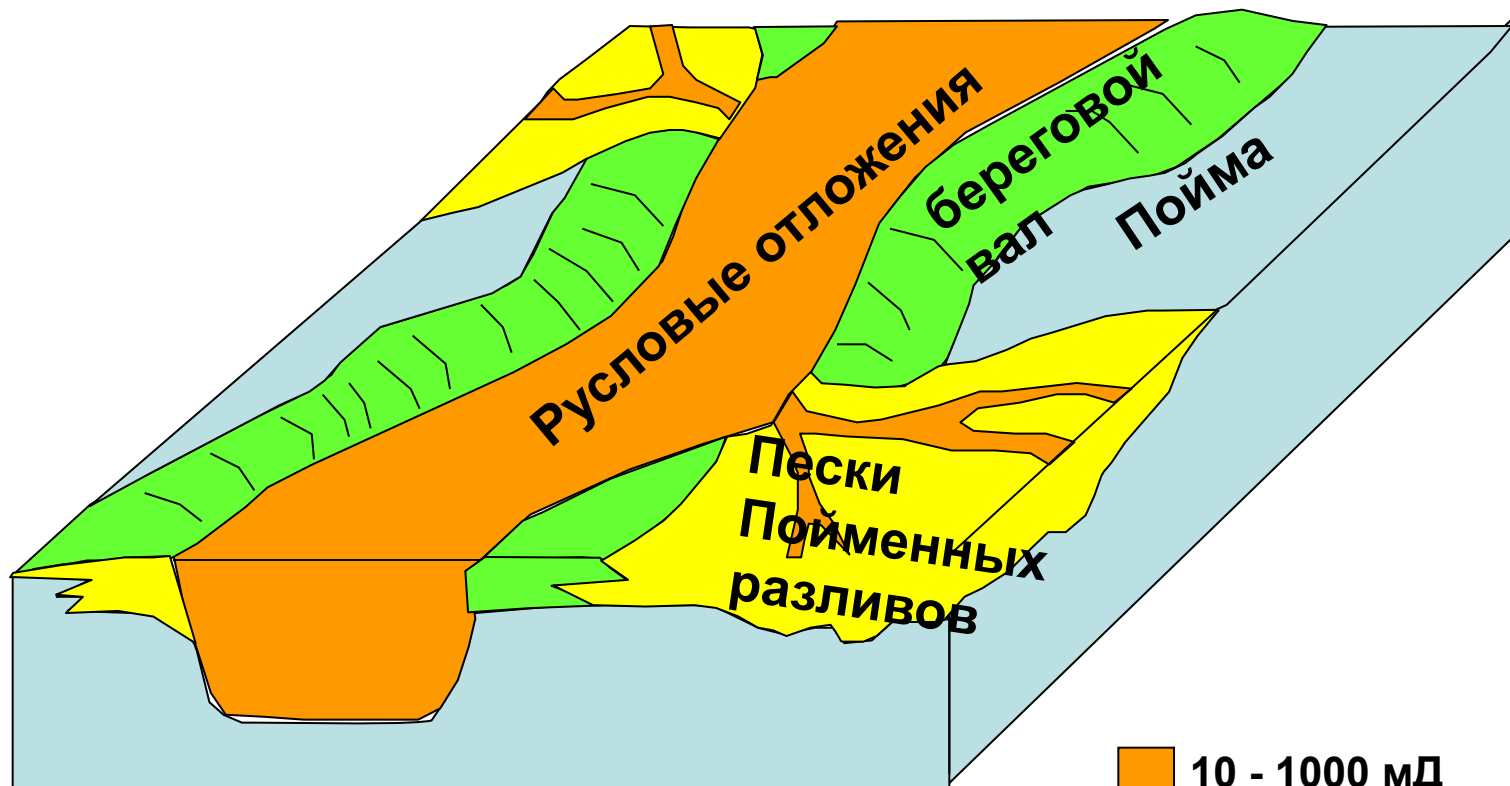 Русловые отложения
береговой
вал
Пойма
Пески
Пойменных
разливов
10 - 1000 мД